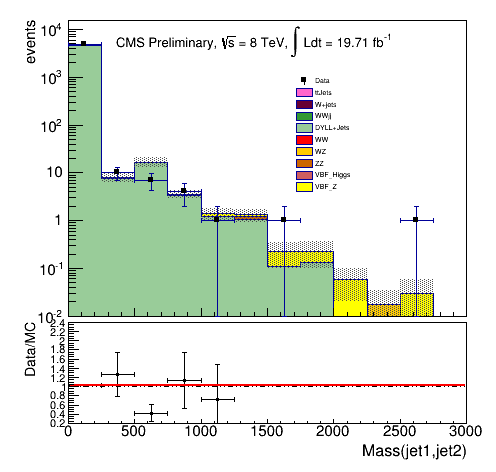 CMS Preliminary, √s = 8 TeV, ∫ Ldt = 19.71 fb⁻¹
events
10⁴
10³
10²
10
1
10⁻¹
10⁻²
Data
ttJets
W+jets
WWjj
DYLL+Jets
WW
WZ
ZZ
VBF_Higgs
VBF_Z
Data/MC
2.4
2.2
2
1.8
1.6
1.4
1.2
1
0.8
0.6
0.4
0.2
0 500 1000 1500 2000 2500 3000
Mass(jet1,jet2)